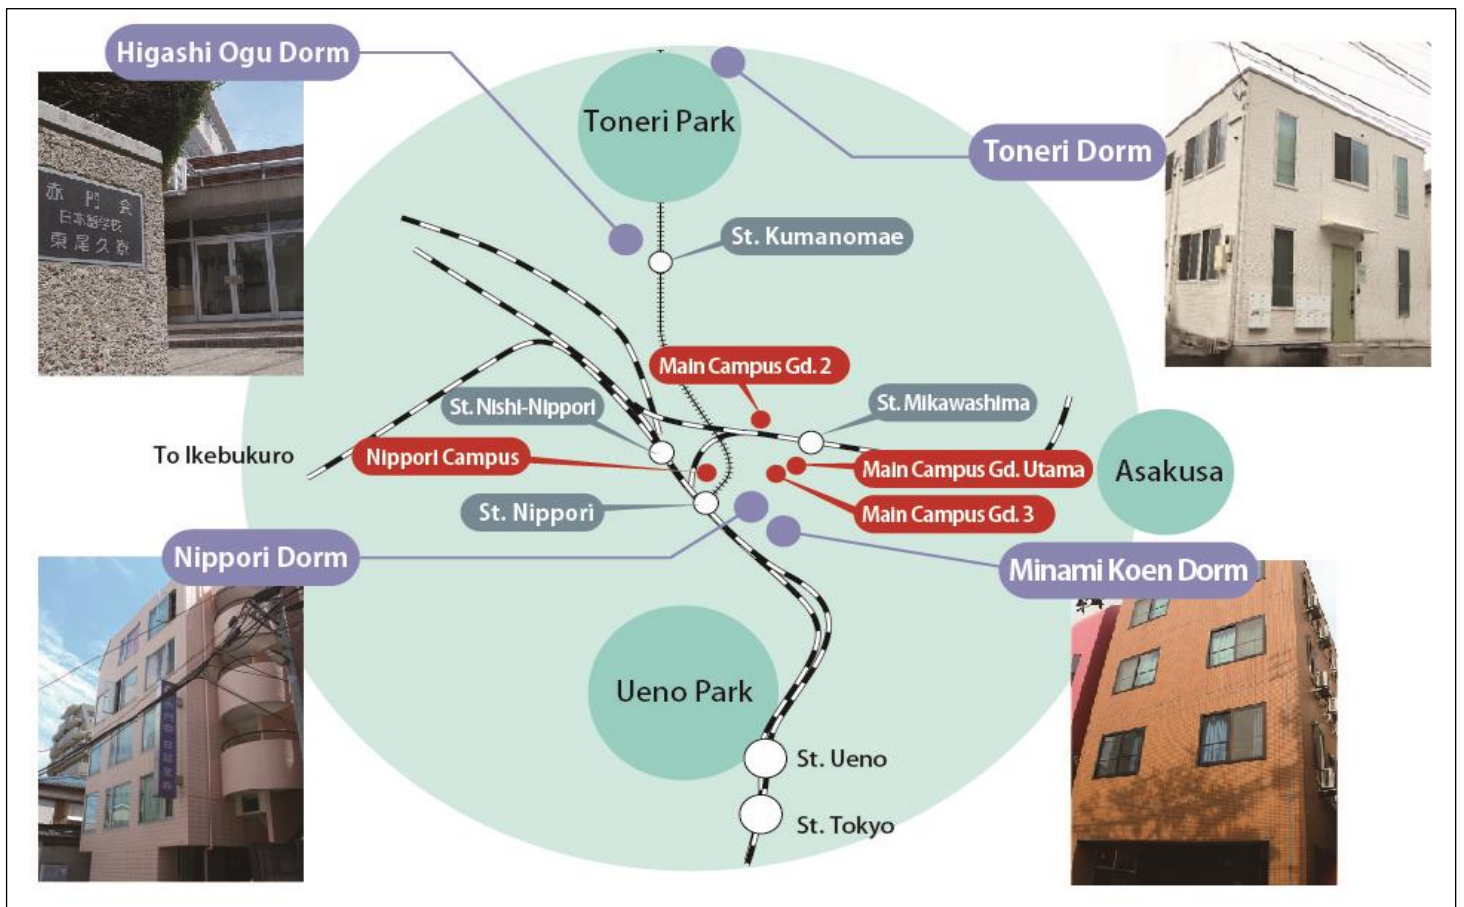 Higashi Ogu Dorm
Toneri Park
Toneri Dorm
赤門会
日本語学校
東尾久寮
St. Kumanomae
Main Campus Gd. 2
St. Nishi-Nippori
St. Mikawashima
To Ikebukuro
Nippori Campus
Main Campus Gd. Utama
Asakusa
St. Nippori
Main Campus Gd. 3
Nippori Dorm
Minami Koen Dorm
Ueno Park
St. Ueno
St. Tokyo